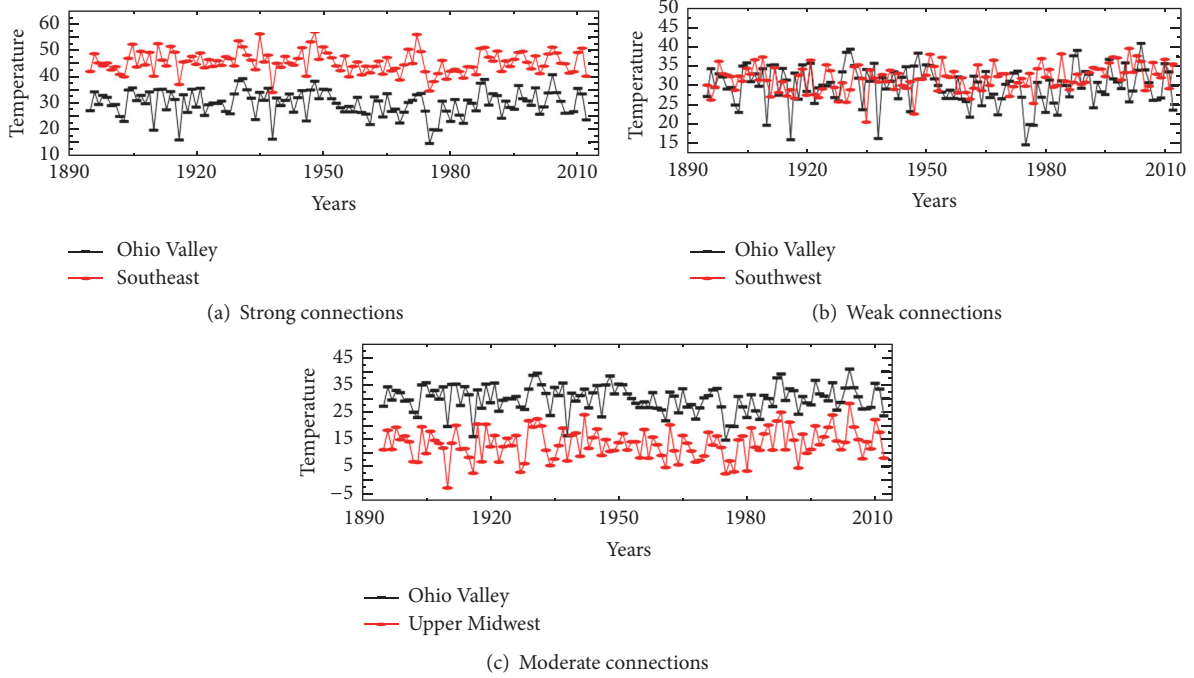 60
50
40
30
20
10
Temperature
1890
1920
1950
1980
2010
Years
Ohio Valley
Southeast
(a) Strong connections
50
45
40
35
30
25
20
15
Temperature
1890
1920
1950
1980
2010
Years
Ohio Valley
Southwest
(b) Weak connections
45
35
25
15
5
−5
Temperature
1890
1920
1950
1980
2010
Years
Ohio Valley
Upper Midwest
(c) Moderate connections